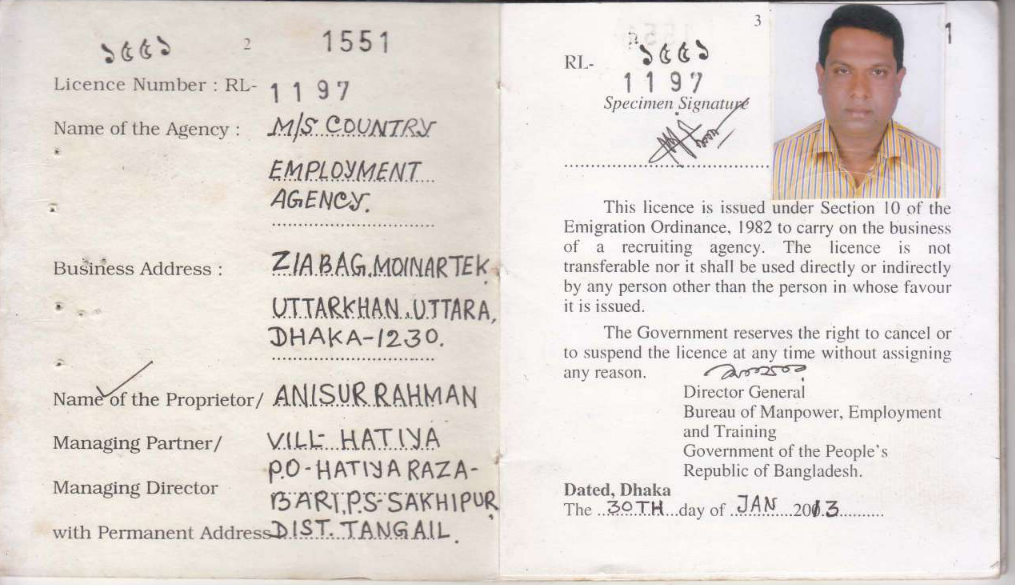 ১৫৫১ 2 1551
Licence Number : RL- 1197
Name of the Agency : M/S COUNTRY
EMPLOYMENT
AGENCY.
Business Address : ZIABAG, MOINARTEK,
UTTARKHAN, UTTARA,
DHAKA-1230.
Name of the Proprietor/ ANISUR RAHMAN
Managing Partner/ VILL- HATIYA
P.O-HATIYA RAZA-
Managing Director BARI, P.S-SAKHIPUR
with Permanent Address DIST. TANGAIL.
3
১৫৫১
RL- 1197
Specimen Signature
This licence is issued under Section 10 of the
Emigration Ordinance, 1982 to carry on the business
of a recruiting agency. The licence is not
transferable nor it shall be used directly or indirectly
by any person other than the person in whose favour
it is issued.
The Government reserves the right to cancel or
to suspend the licence at any time without assigning
any reason.
Director General
Bureau of Manpower, Employment
and Training
Government of the People's
Republic of Bangladesh.
Dated, Dhaka
The 30TH day of JAN 2013